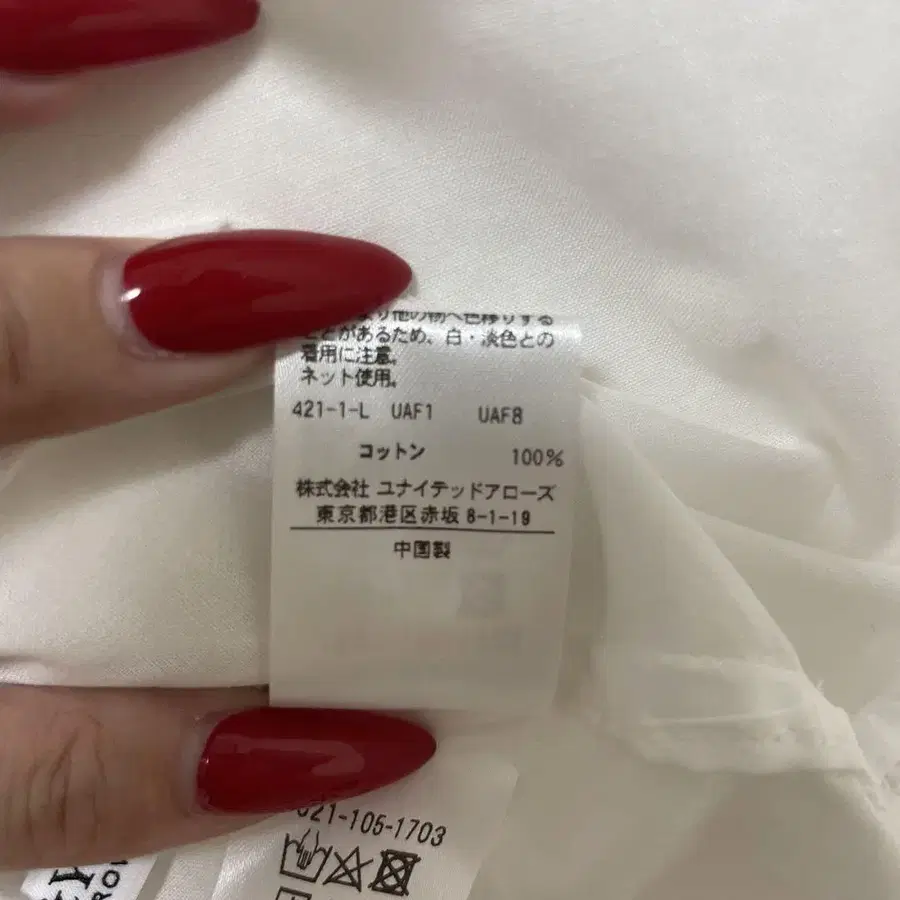 より他の物へ色移りする
ことがあるため、白・淡色との
着用に注意。
ネット使用。
421-1-L UAF1 UAF8
コットン 100%
株式会社 ユナイテッドアローズ
東京都港区赤坂 8-1-19
中国製
21-105-1703